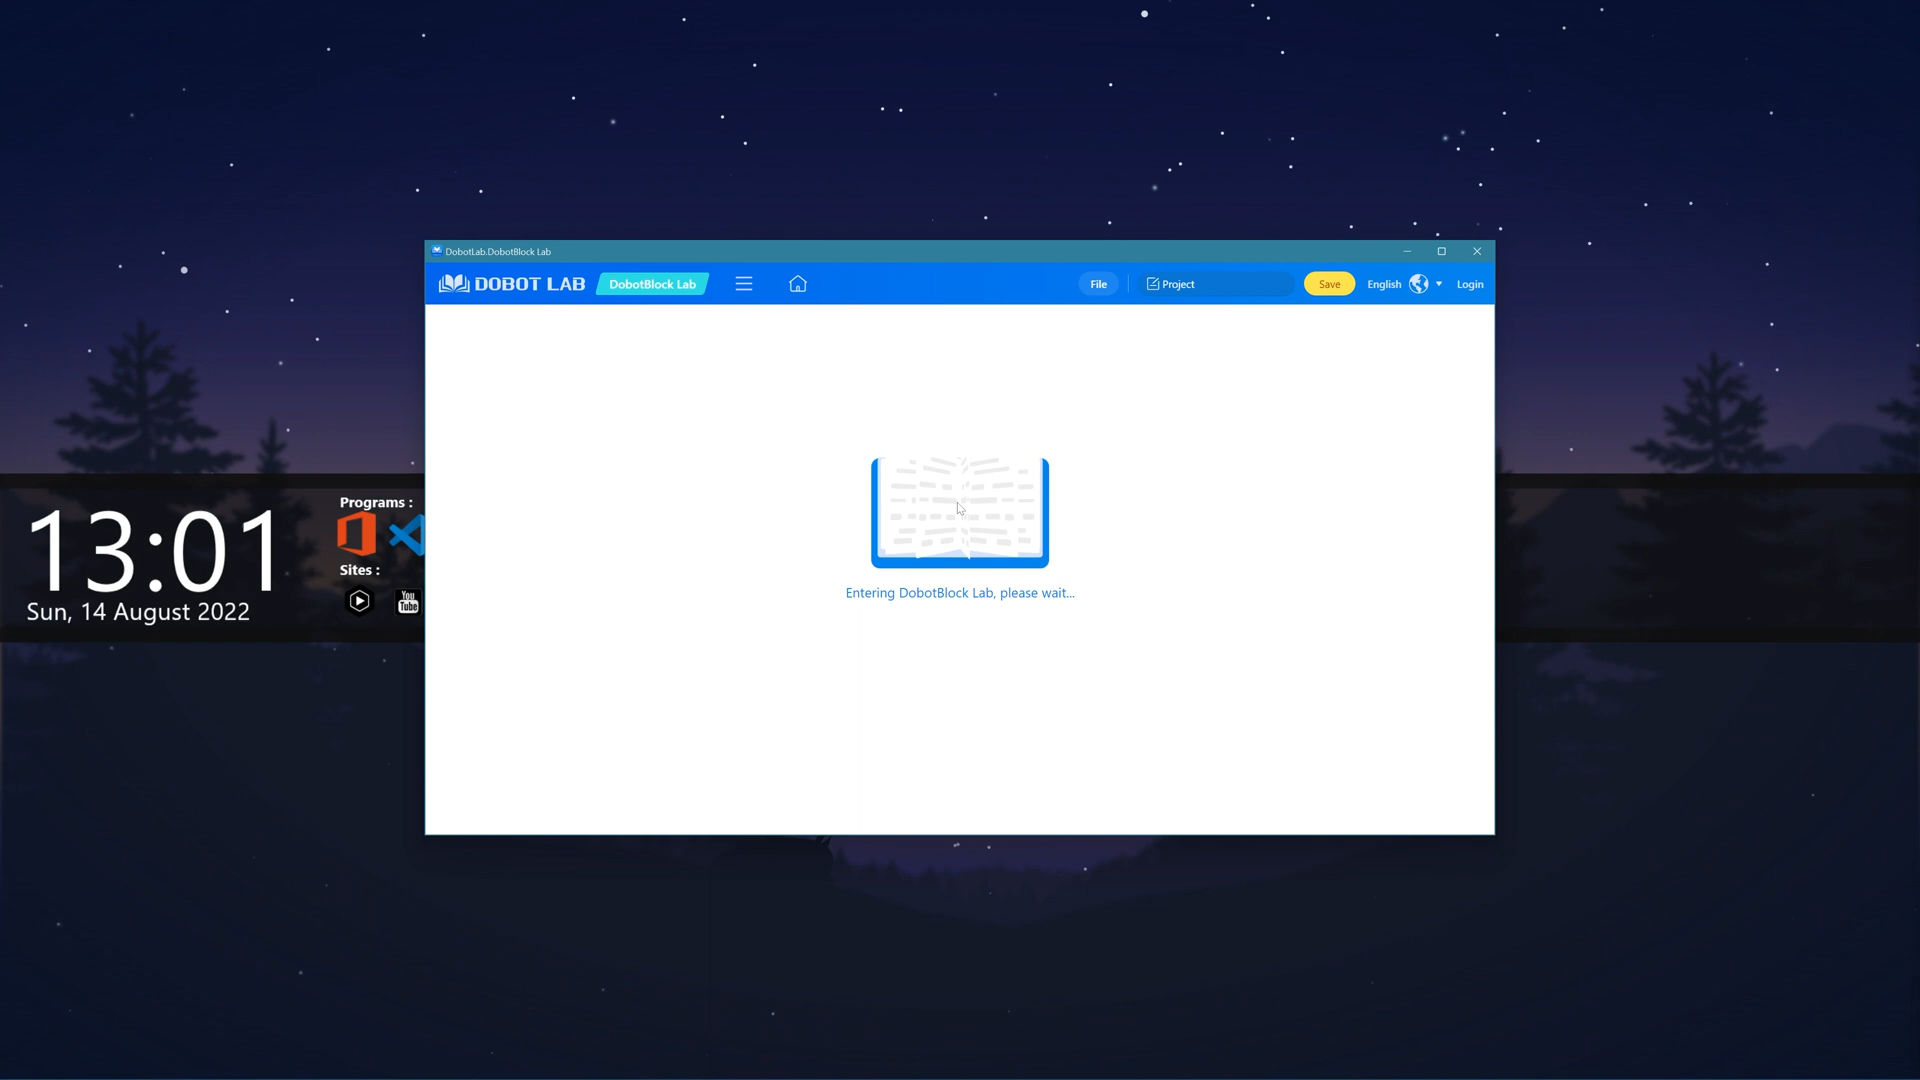 DobotLab.DobotBlock Lab
DOBOT LAB
DobotBlock Lab
File
Project
Save
English
Login
Programs :
13:01
Sites :
You
Tube
Sun, 14 August 2022
Entering DobotBlock Lab, please wait...